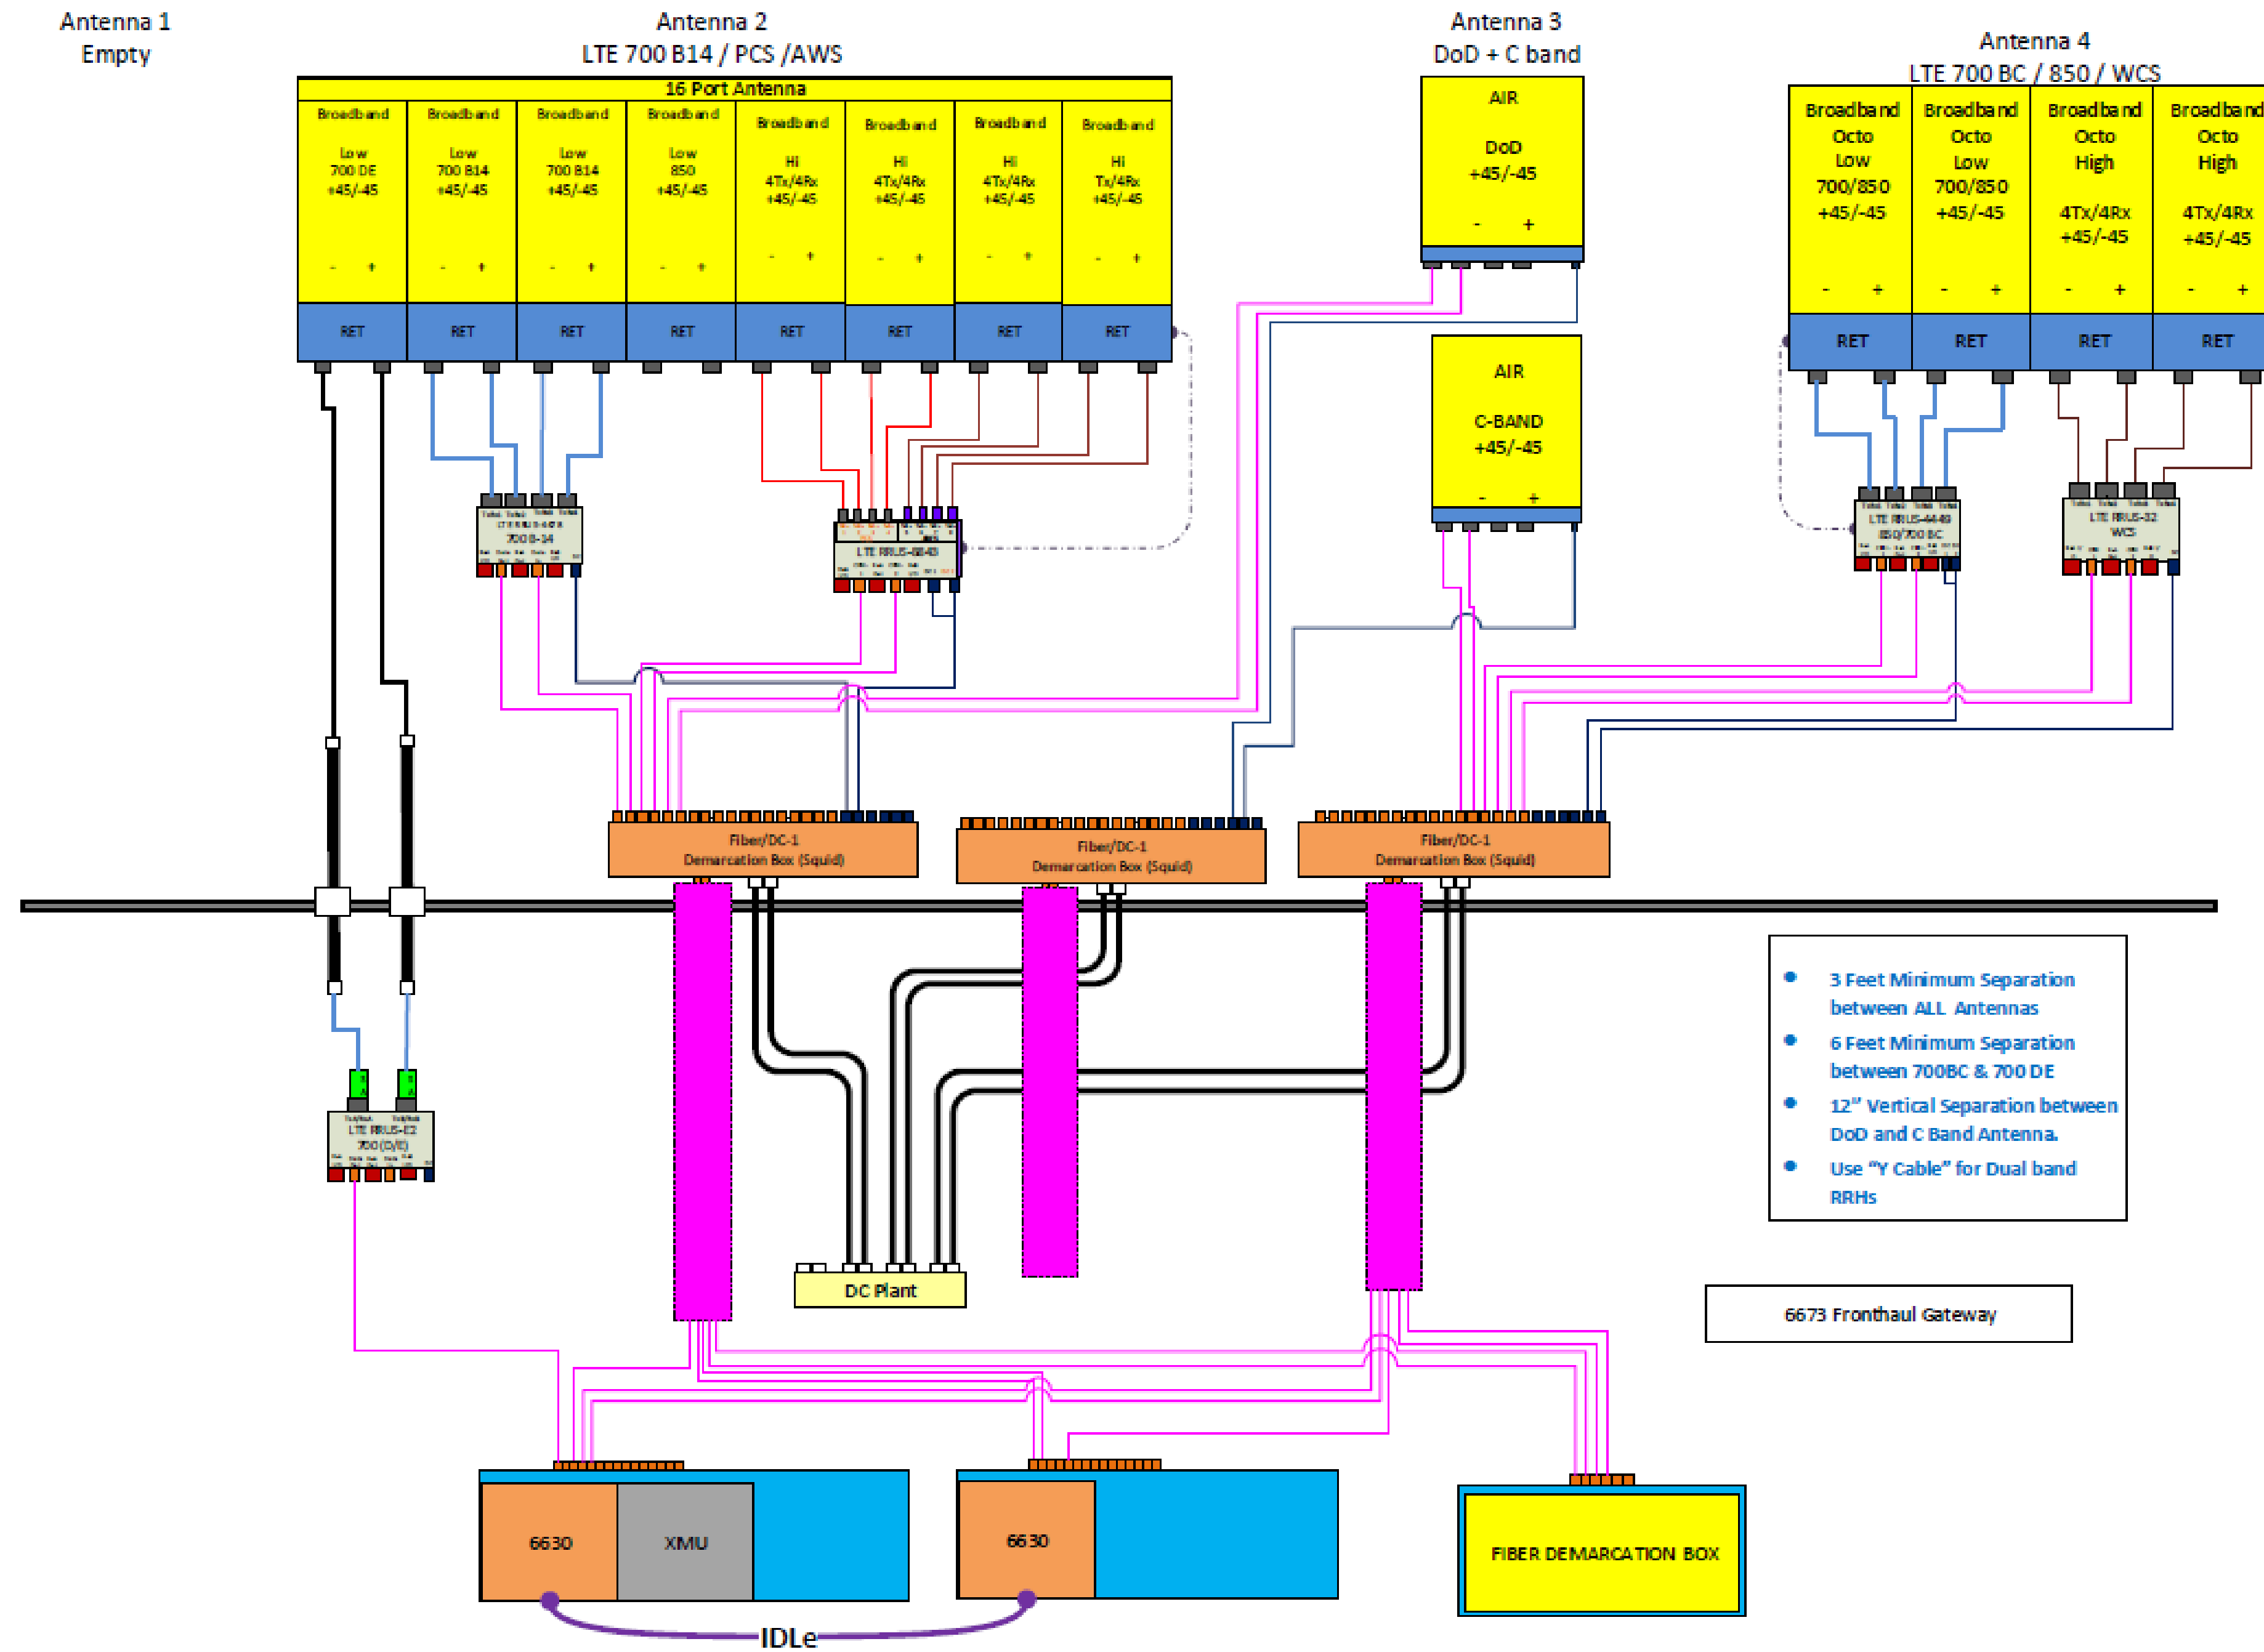 Antenna 1
Empty
Antenna 2
LTE 700 B14 / PCS /AWS
Antenna 3
DoD + C band
Antenna 4
LTE 700 BC / 850 / WCS
16 Port Antenna
Broadband
Low
700 DE
+45/-45
- +
RET
Broadband
Low
700 B14
+45/-45
- +
RET
Broadband
Low
700 B14
+45/-45
- +
RET
Broadband
Low
850
+45/-45
- +
RET
Broadband
Hi
4Tx/4Rx
+45/-45
- +
RET
Broadband
Hi
4Tx/4Rx
+45/-45
- +
RET
Broadband
Hi
4Tx/4Rx
+45/-45
- +
RET
Broadband
Hi
Tx/4Rx
+45/-45
- +
RET
AIR
DoD
+45/-45
- +
AIR
C-BAND
+45/-45
- +
Broadband
Octo
Low
700/850
+45/-45
- +
RET
Broadband
Octo
Low
700/850
+45/-45
- +
RET
Broadband
Octo
High
4Tx/4Rx
+45/-45
- +
RET
Broadband
Octo
High
4Tx/4Rx
+45/-45
- +
RET
LTE RRUS-4478
700 B-14
LTE RRUS-8843
LTE RRUS-4449
850/700 BC
LTE RRUS-32
WCS
Fiber/DC-1
Demarcation Box (Squid)
Fiber/DC-1
Demarcation Box (Squid)
Fiber/DC-1
Demarcation Box (Squid)
• 3 Feet Minimum Separation
between ALL Antennas
• 6 Feet Minimum Separation
between 700BC & 700 DE
• 12” Vertical Separation between
DoD and C Band Antenna.
• Use “Y Cable” for Dual band
RRHs
LTE RRUS-E2
700 (D/E)
DC Plant
6673 Fronthaul Gateway
6630
XMU
6630
FIBER DEMARCATION BOX
IDLe